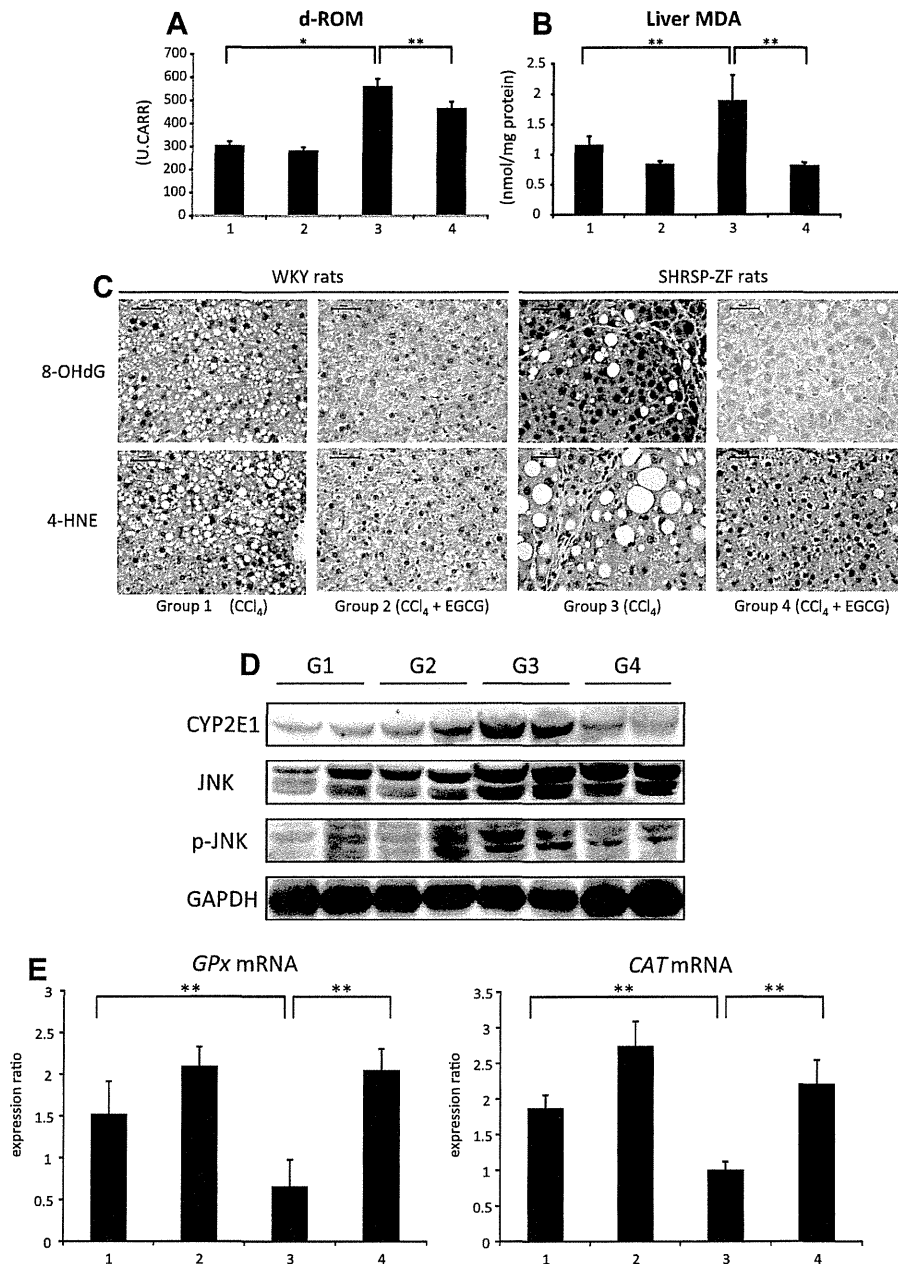 A
d-ROM
* **
(U.CARR)
700
600
500
400
300
200
100
0
1 2 3 4
B
Liver MDA
** **
(nmol/mg protein)
2.5
2
1.5
1
0.5
0
1 2 3 4
C
WKY rats SHRSP-ZF rats
8-OHdG
4-HNE
Group 1 (CCl4) Group 2 (CCl4 + EGCG) Group 3 (CCl4) Group 4 (CCl4 + EGCG)
D
G1 G2 G3 G4
CYP2E1
JNK
p-JNK
GAPDH
E
GPx mRNA
** **
expression ratio
3
2.5
2
1.5
1
0.5
0
1 2 3 4
CAT mRNA
** **
expression ratio
3.5
3
2.5
2
1.5
1
0.5
0
1 2 3 4